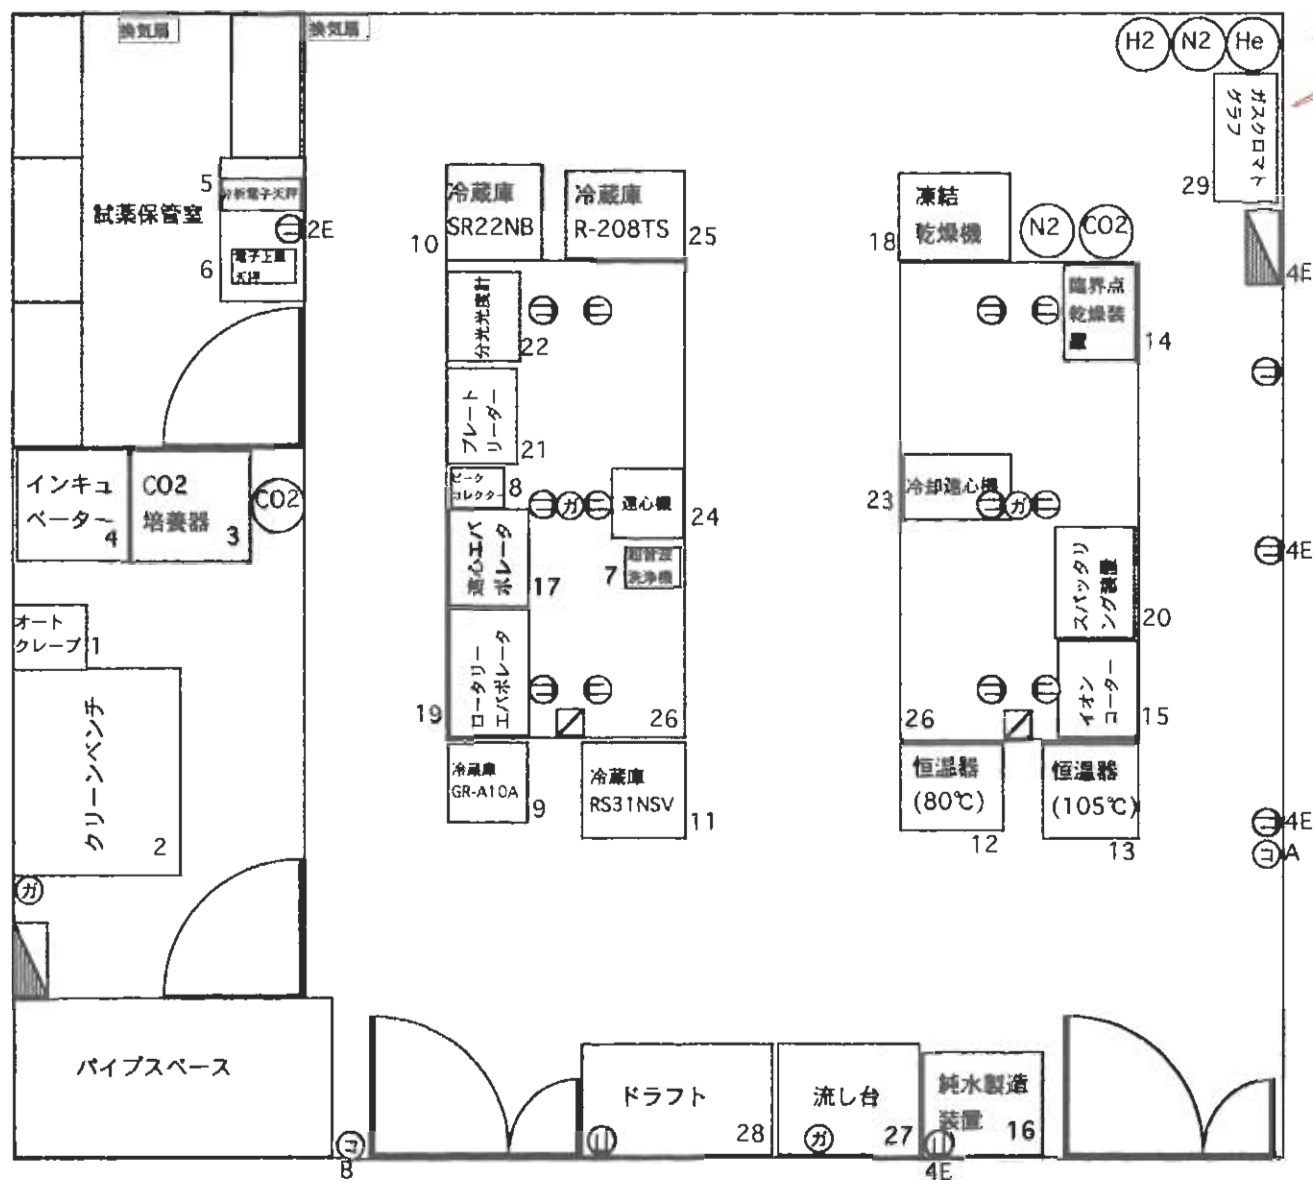 換気扇
換気扇
H2
N2
He
ガスクロマト
グラフ
29
4E
試薬保管室
5
分析電子天秤
2E
6
電子上皿
天秤
冷蔵庫
SR22NB
10
冷蔵庫
R-208TS
25
凍結
乾燥機
18
N2
CO2
臨界点
乾燥装
置
14
分光光度計
22
プレート
リーダー
21
ピーク
コレクター
8
ガ
遠心機
24
超音波
洗浄機
7
遠心エバ
ポレータ
17
ロータリー
エバポレータ
19
26
冷却遠心機
23
ガ
スパッタリ
ング装置
20
イオン
コーター
15
26
4E
インキュ
ベーター
4
CO2
培養器
3
CO2
オート
クレーブ
1
クリーンベンチ
2
ガ
冷蔵庫
GR-A10A
9
冷蔵庫
RS31NSV
11
恒温器
(80℃)
12
恒温器
(105℃)
13
4E
コ
A
パイプスペース
コ
B
ドラフト
28
流し台
ガ
27
純水製造
装置
16
4E